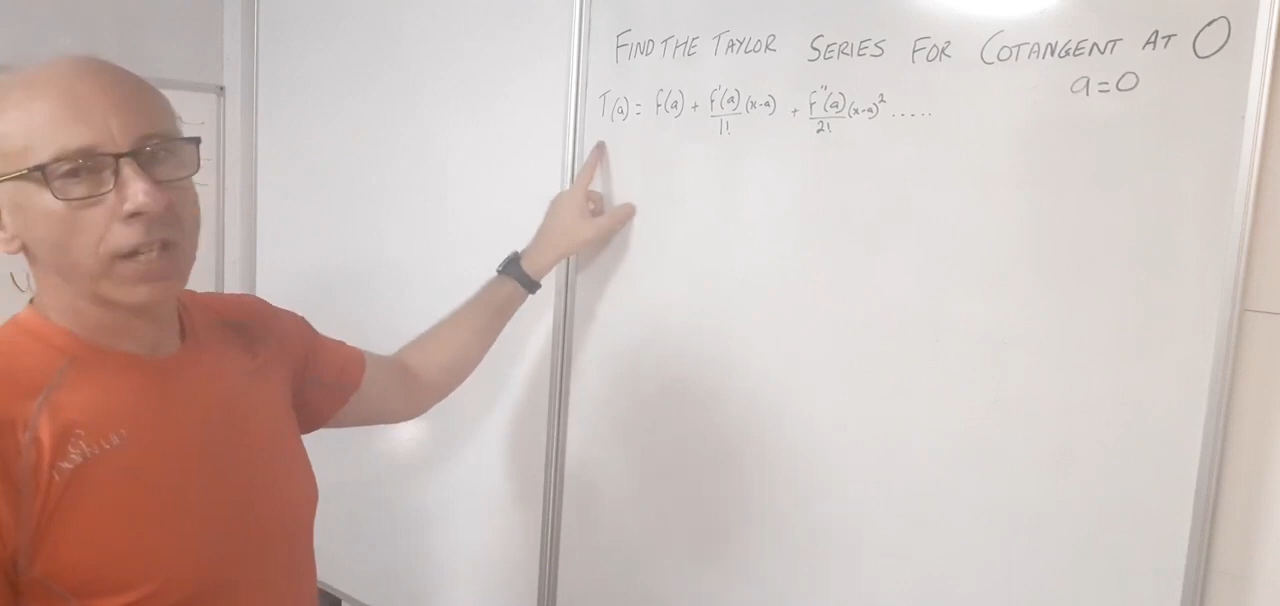 FIND THE TAYLOR SERIES FOR COTANGENT AT 0
a=0
T(a) = f(a) + f'(a)/1! (x-a) + f''(a)/2! (x-a)² .....